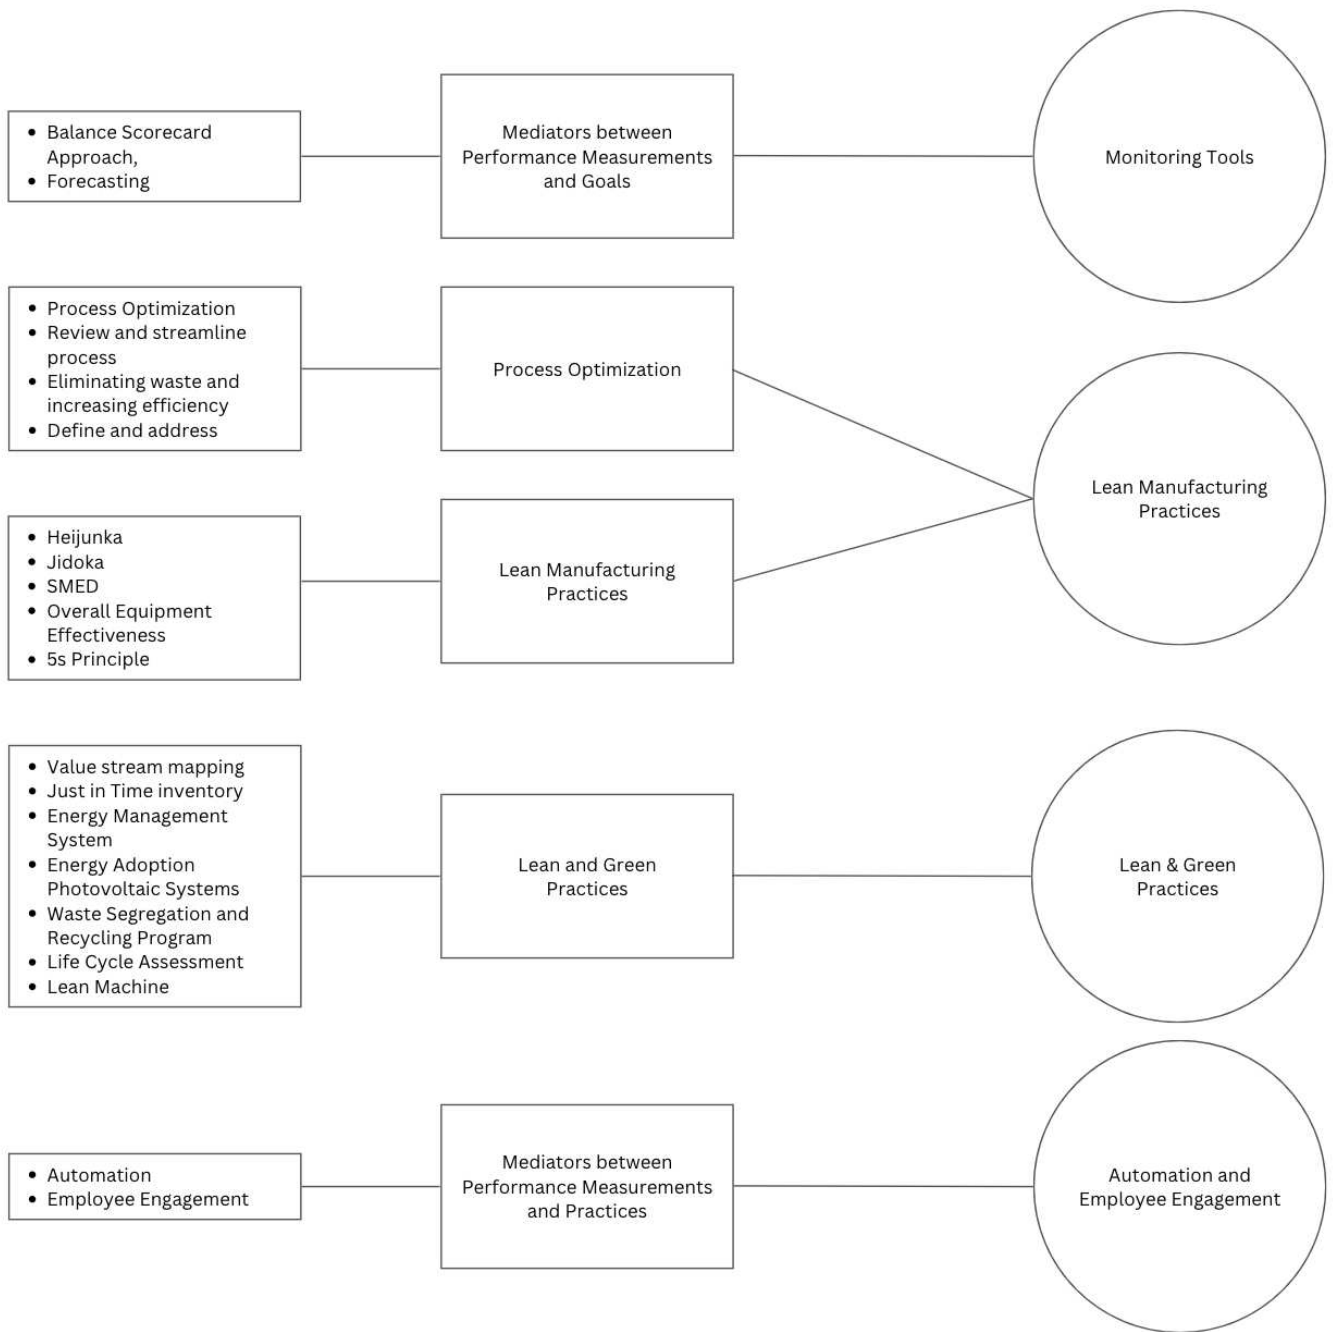 • Balance Scorecard
Approach,
• Forecasting
Mediators between
Performance Measurements
and Goals
Monitoring Tools
• Process Optimization
• Review and streamline
process
• Eliminating waste and
increasing efficiency
• Define and address
Process Optimization
• Heijunka
• Jidoka
• SMED
• Overall Equipment
Effectiveness
• 5s Principle
Lean Manufacturing
Practices
Lean Manufacturing
Practices
• Value stream mapping
• Just in Time inventory
• Energy Management
System
• Energy Adoption
Photovoltaic Systems
• Waste Segregation and
Recycling Program
• Life Cycle Assessment
• Lean Machine
Lean and Green
Practices
Lean & Green
Practices
• Automation
• Employee Engagement
Mediators between
Performance Measurements
and Practices
Automation and
Employee Engagement